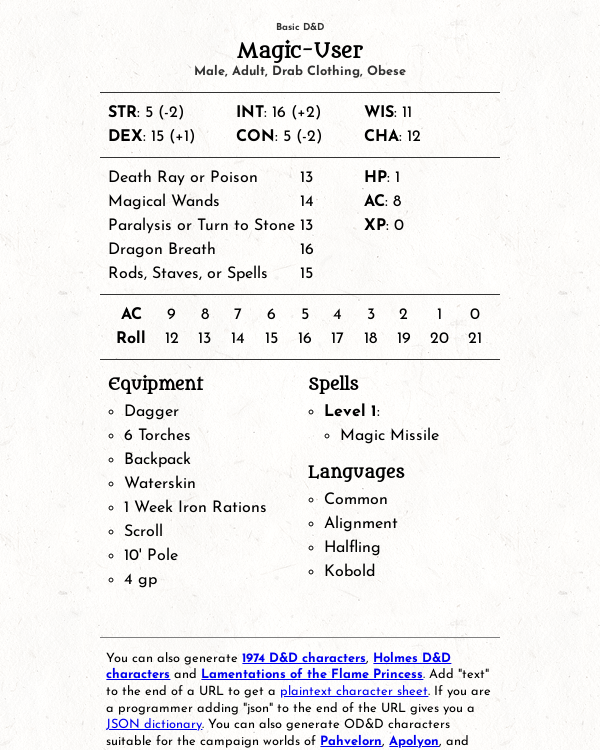 Basic D&D
Magic-User
Male, Adult, Drab Clothing, Obese
STR: 5 (-2) INT: 16 (+2) WIS: 11
DEX: 15 (+1) CON: 5 (-2) CHA: 12
Death Ray or Poison 13 HP: 1
Magical Wands 14 AC: 8
Paralysis or Turn to Stone 13 XP: 0
Dragon Breath 16
Rods, Staves, or Spells 15
AC 9 8 7 6 5 4 3 2 1 0
Roll 12 13 14 15 16 17 18 19 20 21
Equipment
Dagger
6 Torches
Backpack
Waterskin
1 Week Iron Rations
Scroll
10' Pole
4 gp
Spells
Level 1:
Magic Missile
Languages
Common
Alignment
Halfling
Kobold
You can also generate 1974 D&D characters, Holmes D&D
characters and Lamentations of the Flame Princess. Add "text"
to the end of a URL to get a plaintext character sheet. If you are
a programmer adding "json" to the end of the URL gives you a
JSON dictionary. You can also generate OD&D characters
suitable for the campaign worlds of Pahvelorn, Apolyon, and